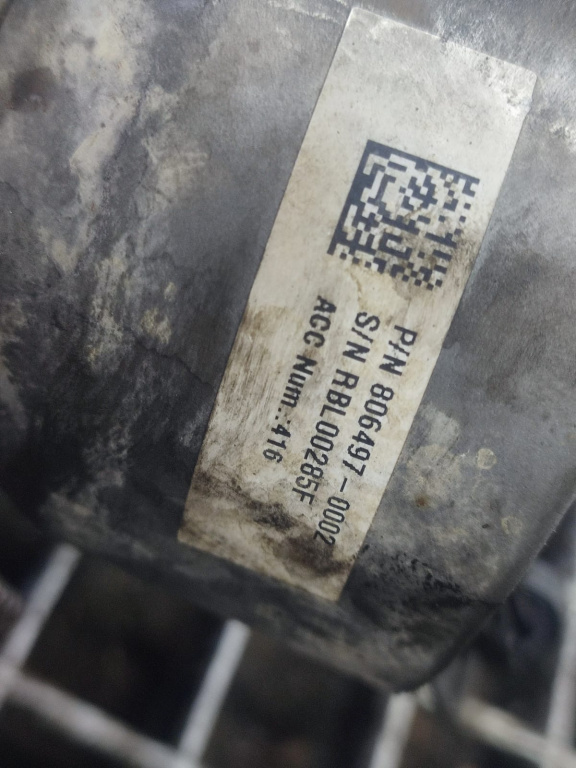 P/N 806497-0002
S/N RBL00285F
ACC Num.:416